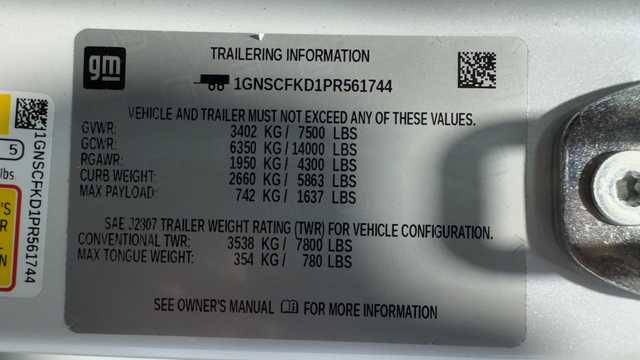 gm
TRAILERING INFORMATION
1GNSCFKD1PR561744
VEHICLE AND TRAILER MUST NOT EXCEED ANY OF THESE VALUES.
GVWR: 3402 KG / 7500 LBS
GCWR: 6350 KG / 14000 LBS
RGAWR: 1950 KG / 4300 LBS
CURB WEIGHT: 2660 KG / 5863 LBS
MAX PAYLOAD: 742 KG / 1637 LBS
SAE J2807 TRAILER WEIGHT RATING (TWR) FOR VEHICLE CONFIGURATION.
CONVENTIONAL TWR: 3538 KG / 7800 LBS
MAX TONGUE WEIGHT: 354 KG / 780 LBS
SEE OWNER'S MANUAL FOR MORE INFORMATION
1GNSCFKD1PR561744
5
lbs